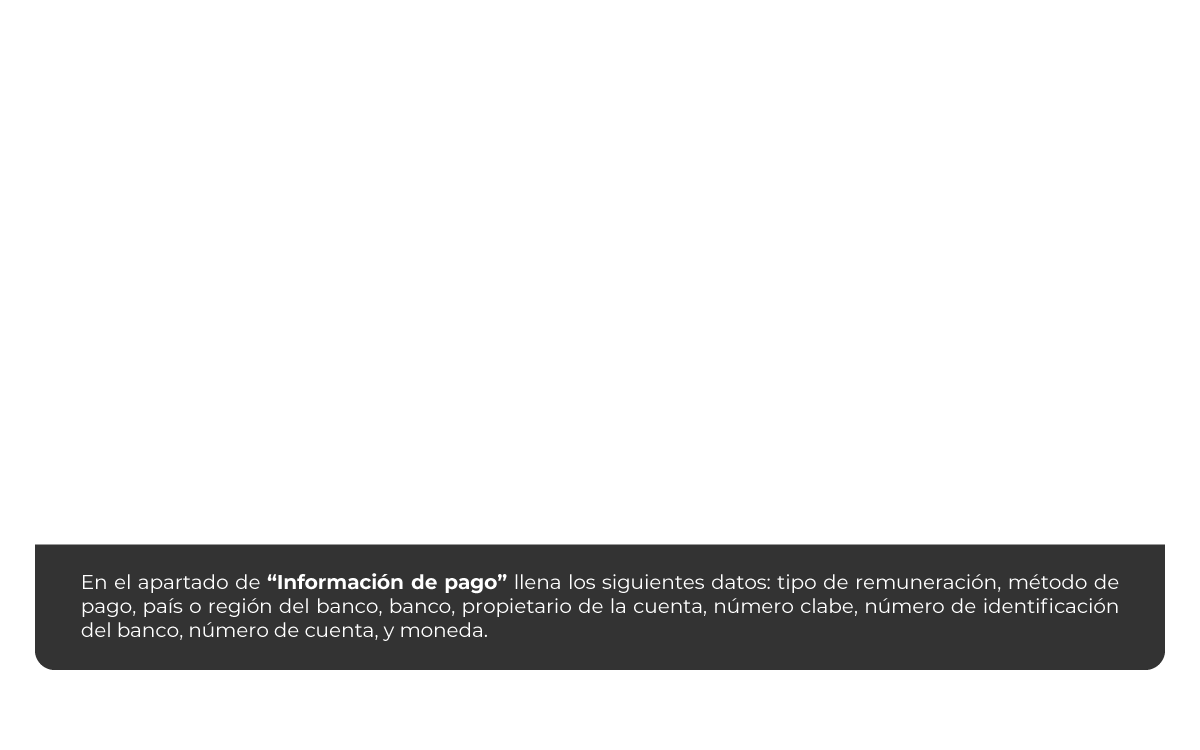 En el apartado de “Información de pago” llena los siguientes datos: tipo de remuneración, método de
pago, país o región del banco, banco, propietario de la cuenta, número clabe, número de identificación
del banco, número de cuenta, y moneda.